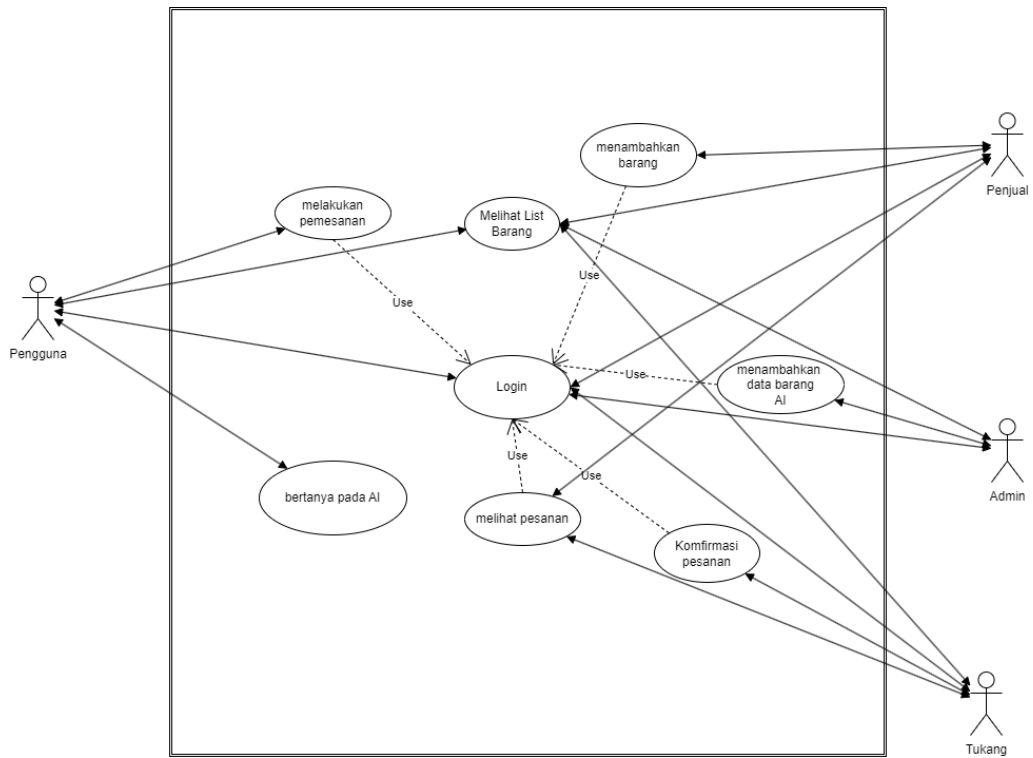 menambahkan
barang
Penjual
melakukan
pemesanan
Melihat List
Barang
Use
Use
Pengguna
Login
Use
menambahkan
data barang
AI
Use
Use
bertanya pada AI
melihat pesanan
Admin
Komfirmasi
pesanan
Tukang